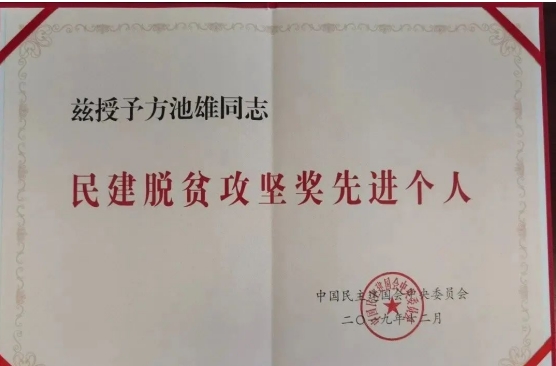 兹授予方池雄同志
民建脱贫攻坚奖先进个人
中国民主建国会中央委员会
二〇一九年十二月